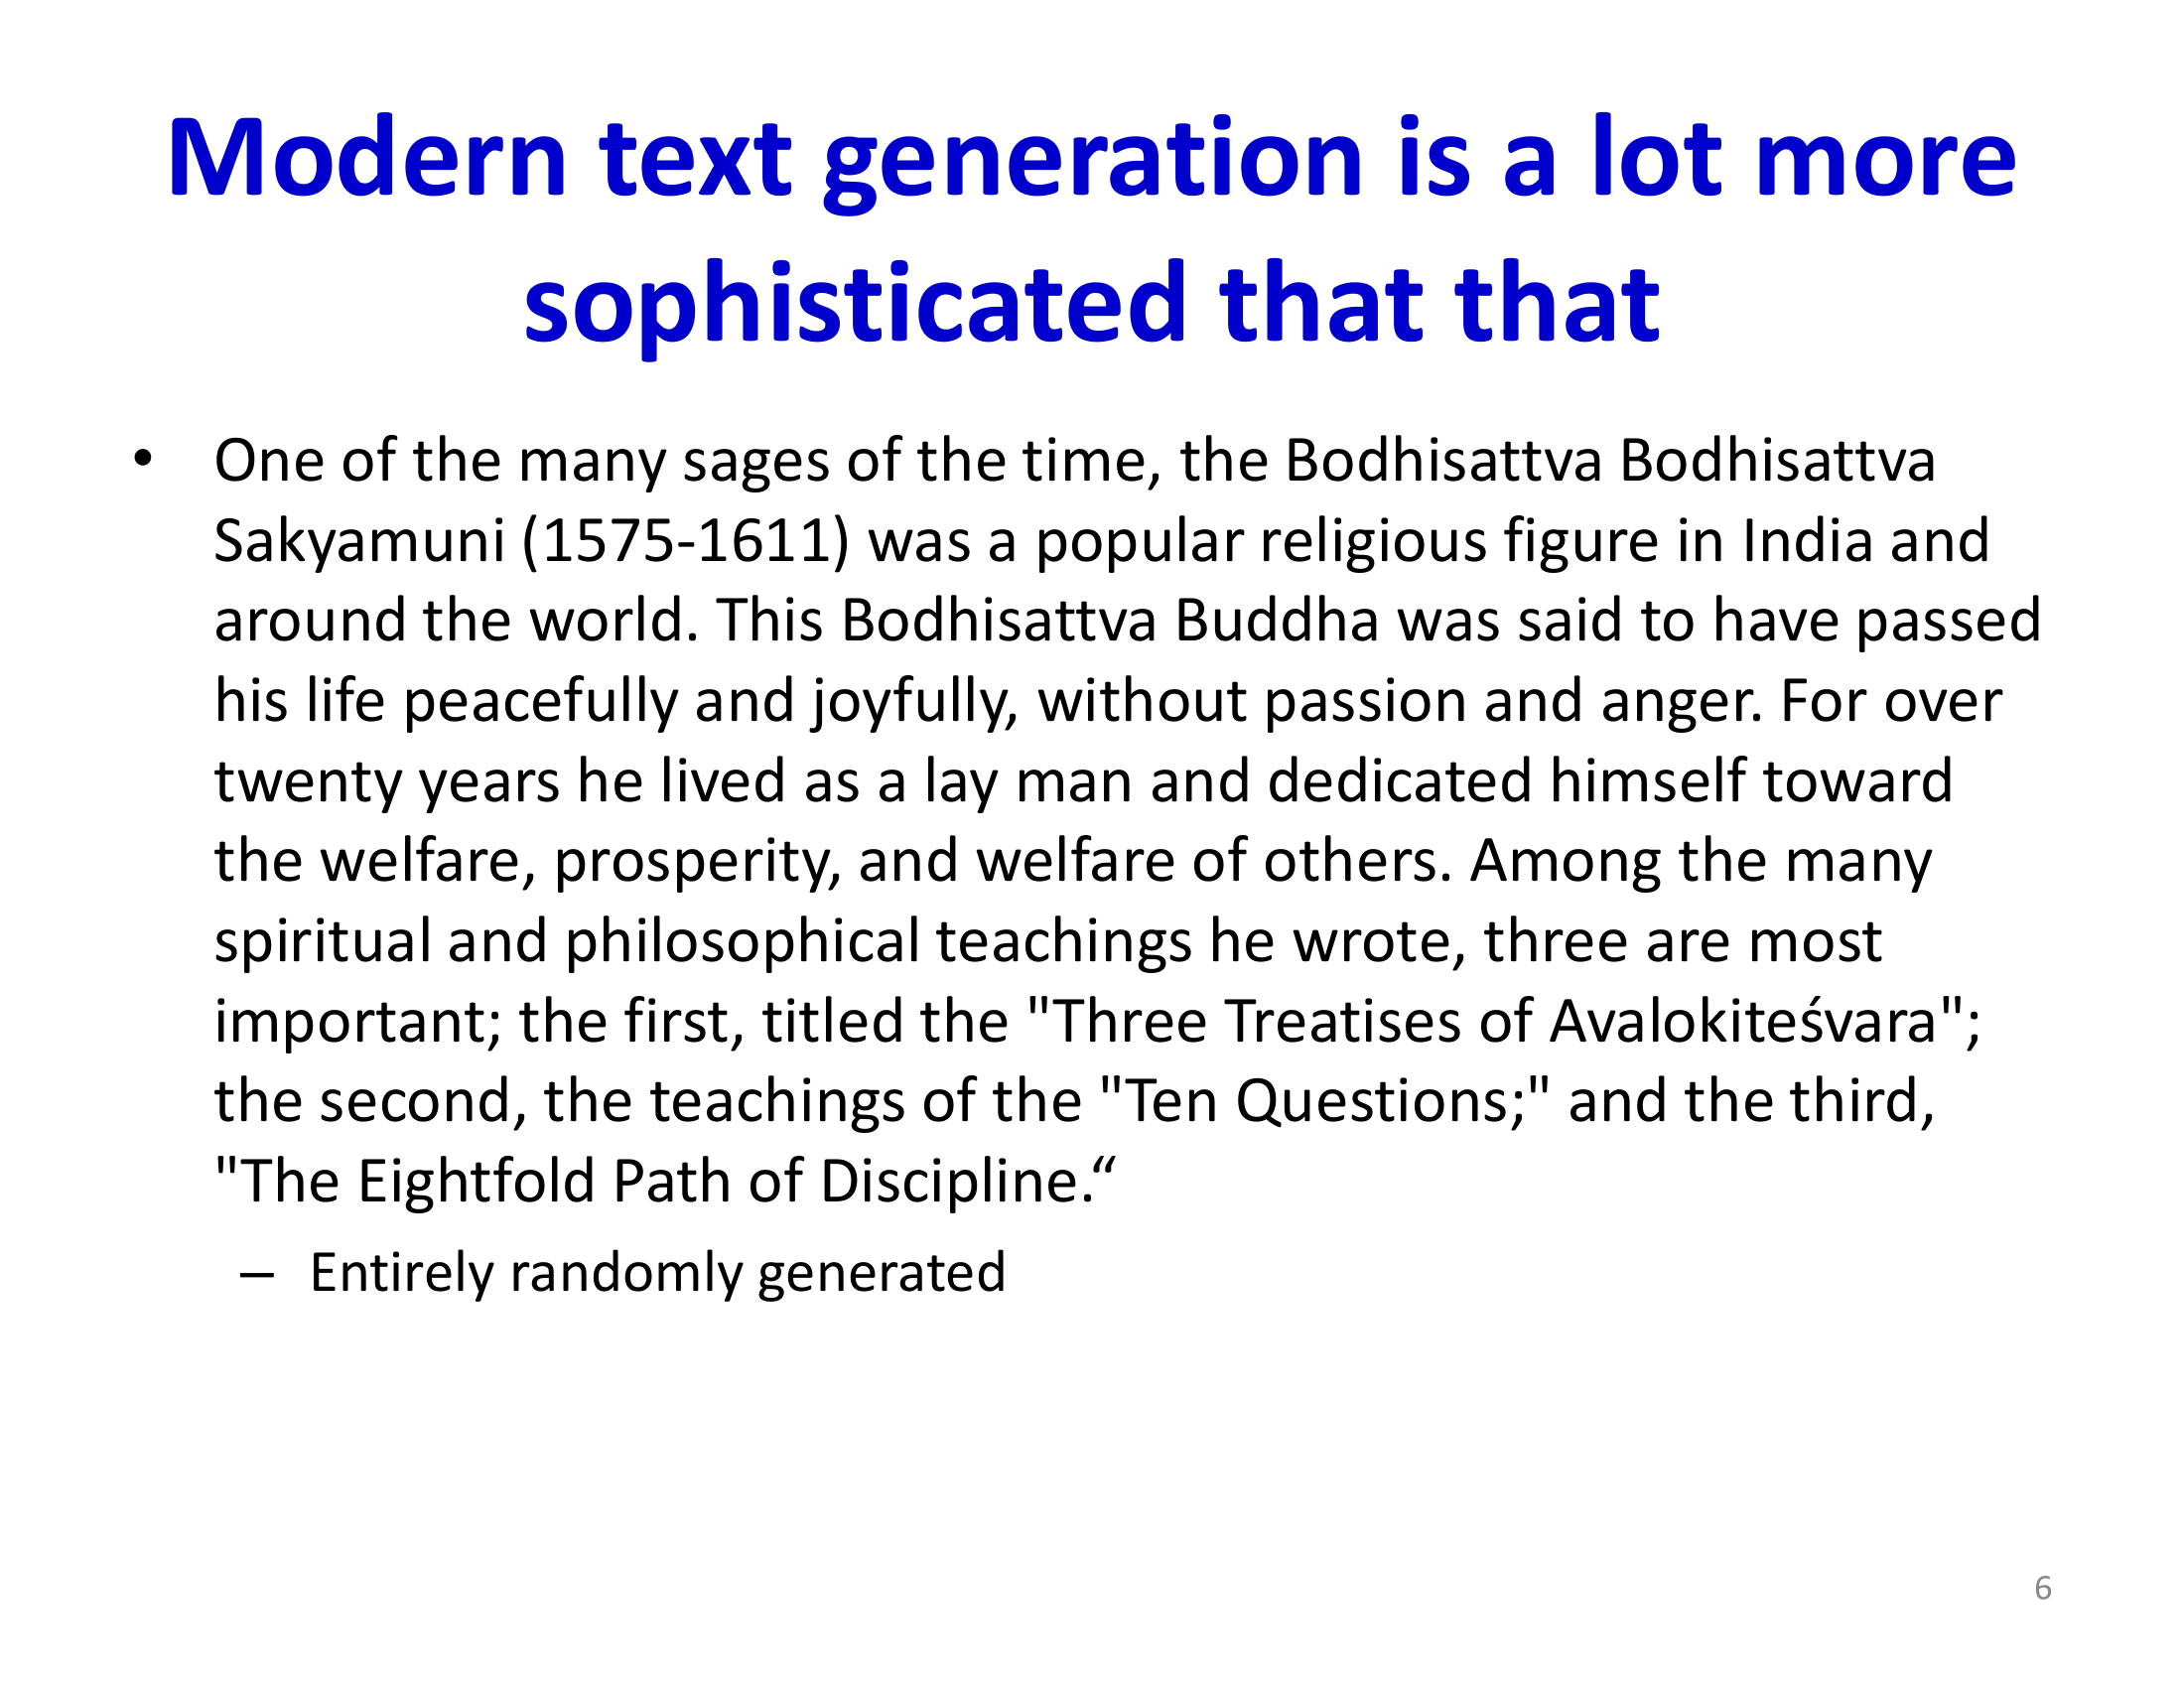 Modern text generation is a lot more
sophisticated that that
• One of the many sages of the time, the Bodhisattva Bodhisattva
Sakyamuni (1575-1611) was a popular religious figure in India and
around the world. This Bodhisattva Buddha was said to have passed
his life peacefully and joyfully, without passion and anger. For over
twenty years he lived as a lay man and dedicated himself toward
the welfare, prosperity, and welfare of others. Among the many
spiritual and philosophical teachings he wrote, three are most
important; the first, titled the "Three Treatises of Avalokiteśvara";
the second, the teachings of the "Ten Questions;" and the third,
"The Eightfold Path of Discipline.“
– Entirely randomly generated
6